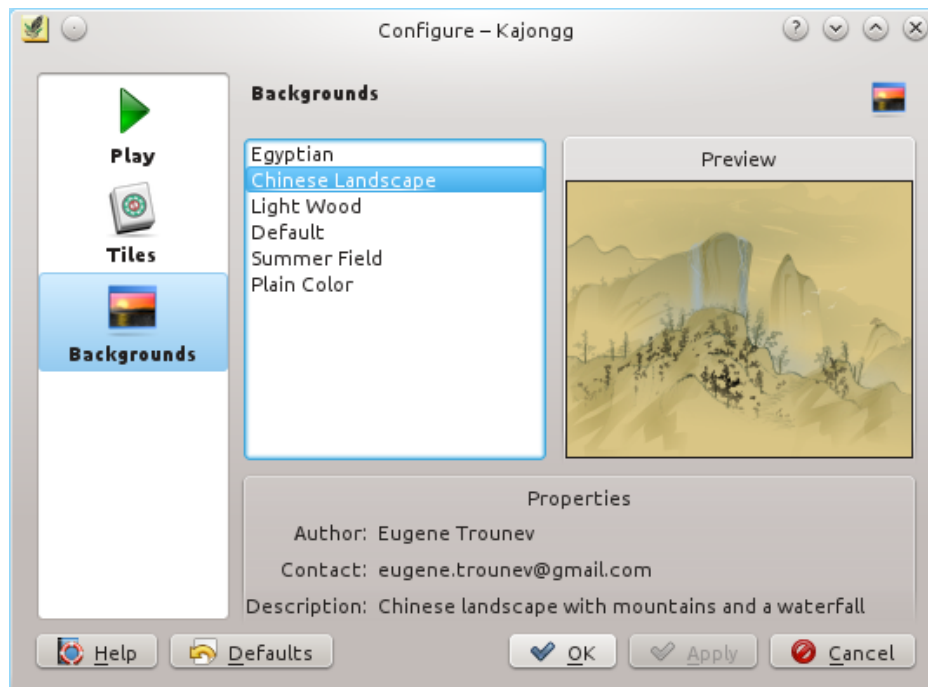 Configure – Kajongg
Play
Tiles
Backgrounds
Backgrounds
Egyptian
Chinese Landscape
Light Wood
Default
Summer Field
Plain Color
Preview
Properties
Author: Eugene Trounev
Contact: eugene.trounev@gmail.com
Description: Chinese landscape with mountains and a waterfall
Help Defaults OK Apply Cancel